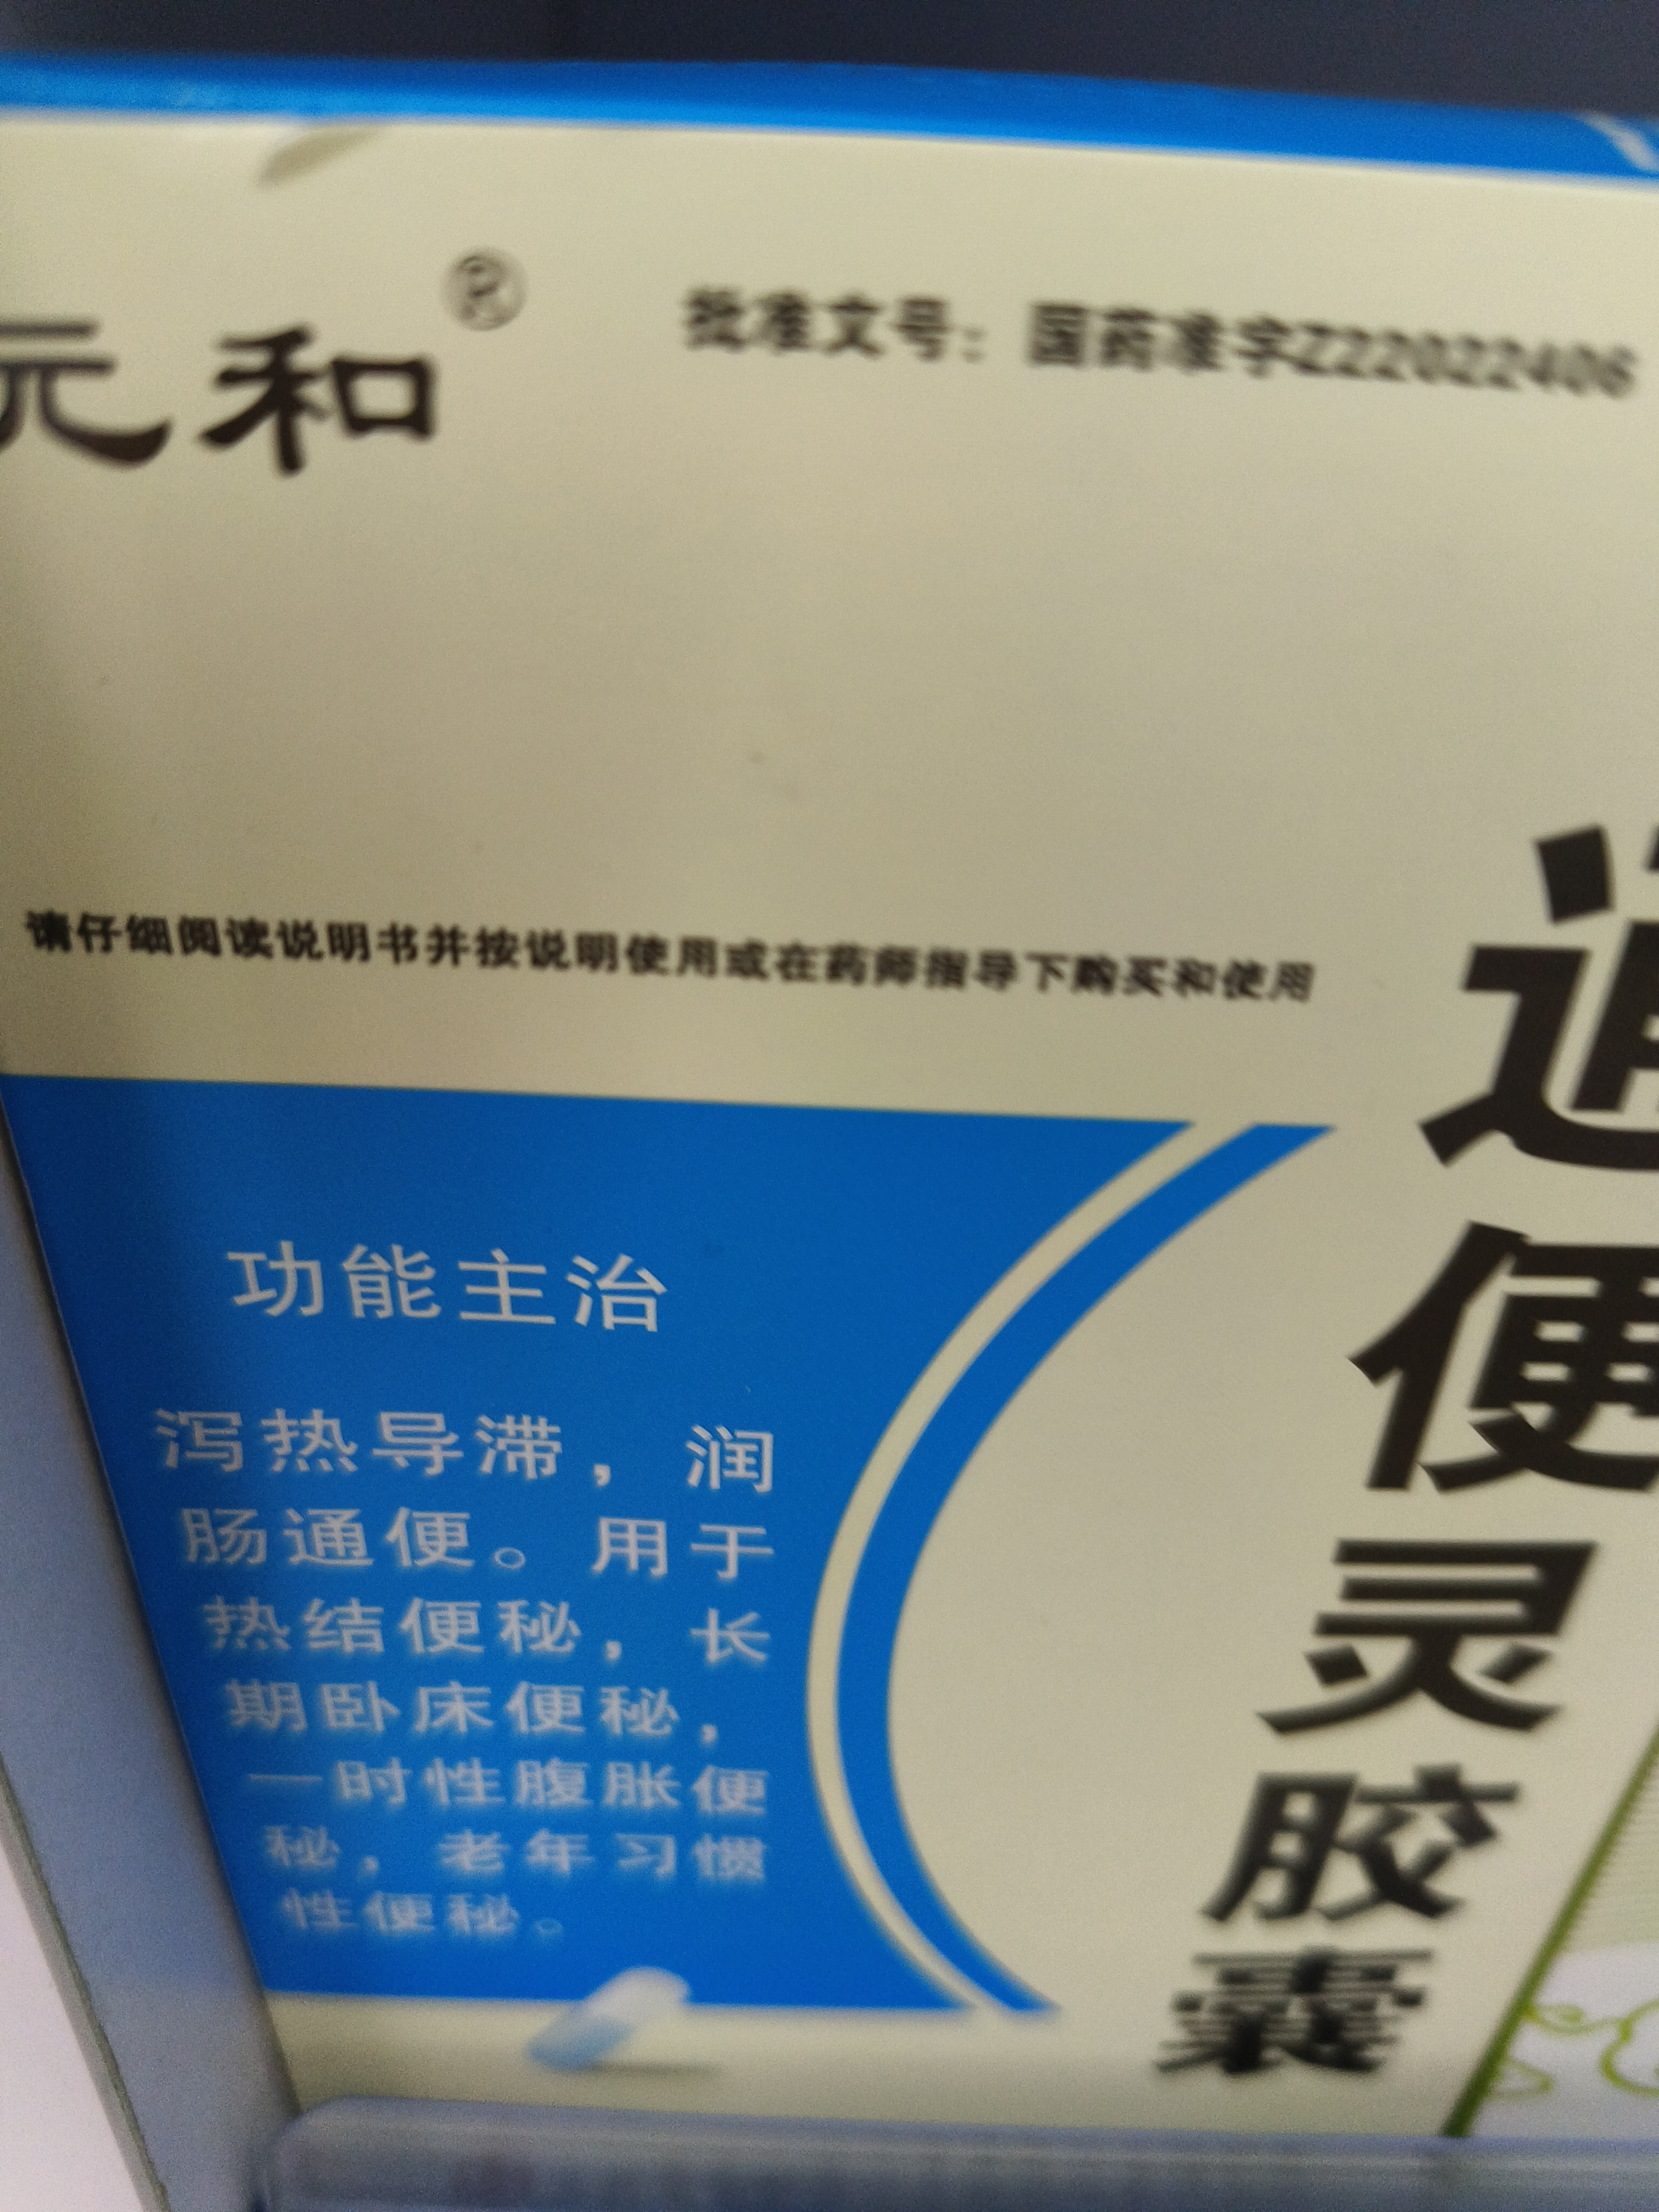 元和®
批准文号：国药准字Z22022406
请仔细阅读说明书并按说明使用或在药师指导下购买和使用
通便灵胶囊
功能主治
泻热导滞，润
肠通便。用于
热结便秘，长
期卧床便秘，
一时性腹胀便
秘，老年习惯
性便秘。